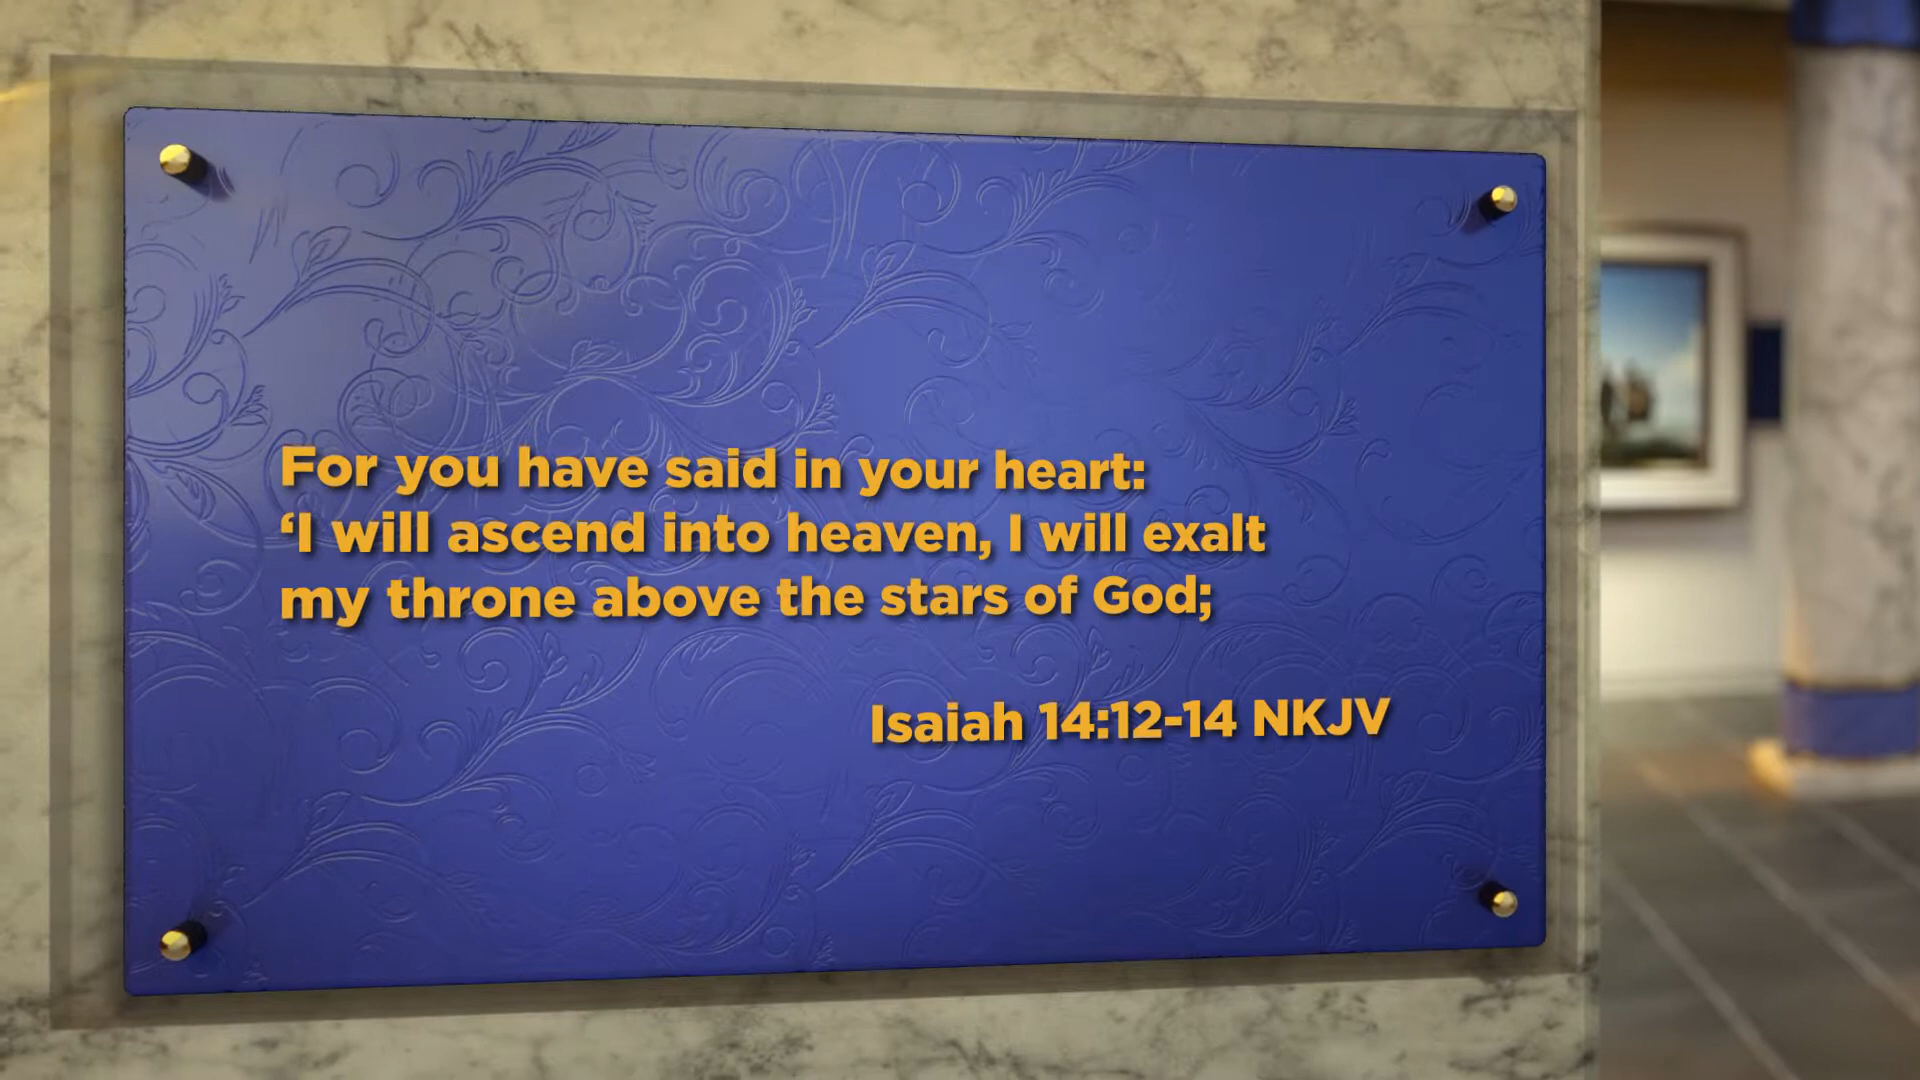 For you have said in your heart:
‘I will ascend into heaven, I will exalt
my throne above the stars of God;
Isaiah 14:12-14 NKJV